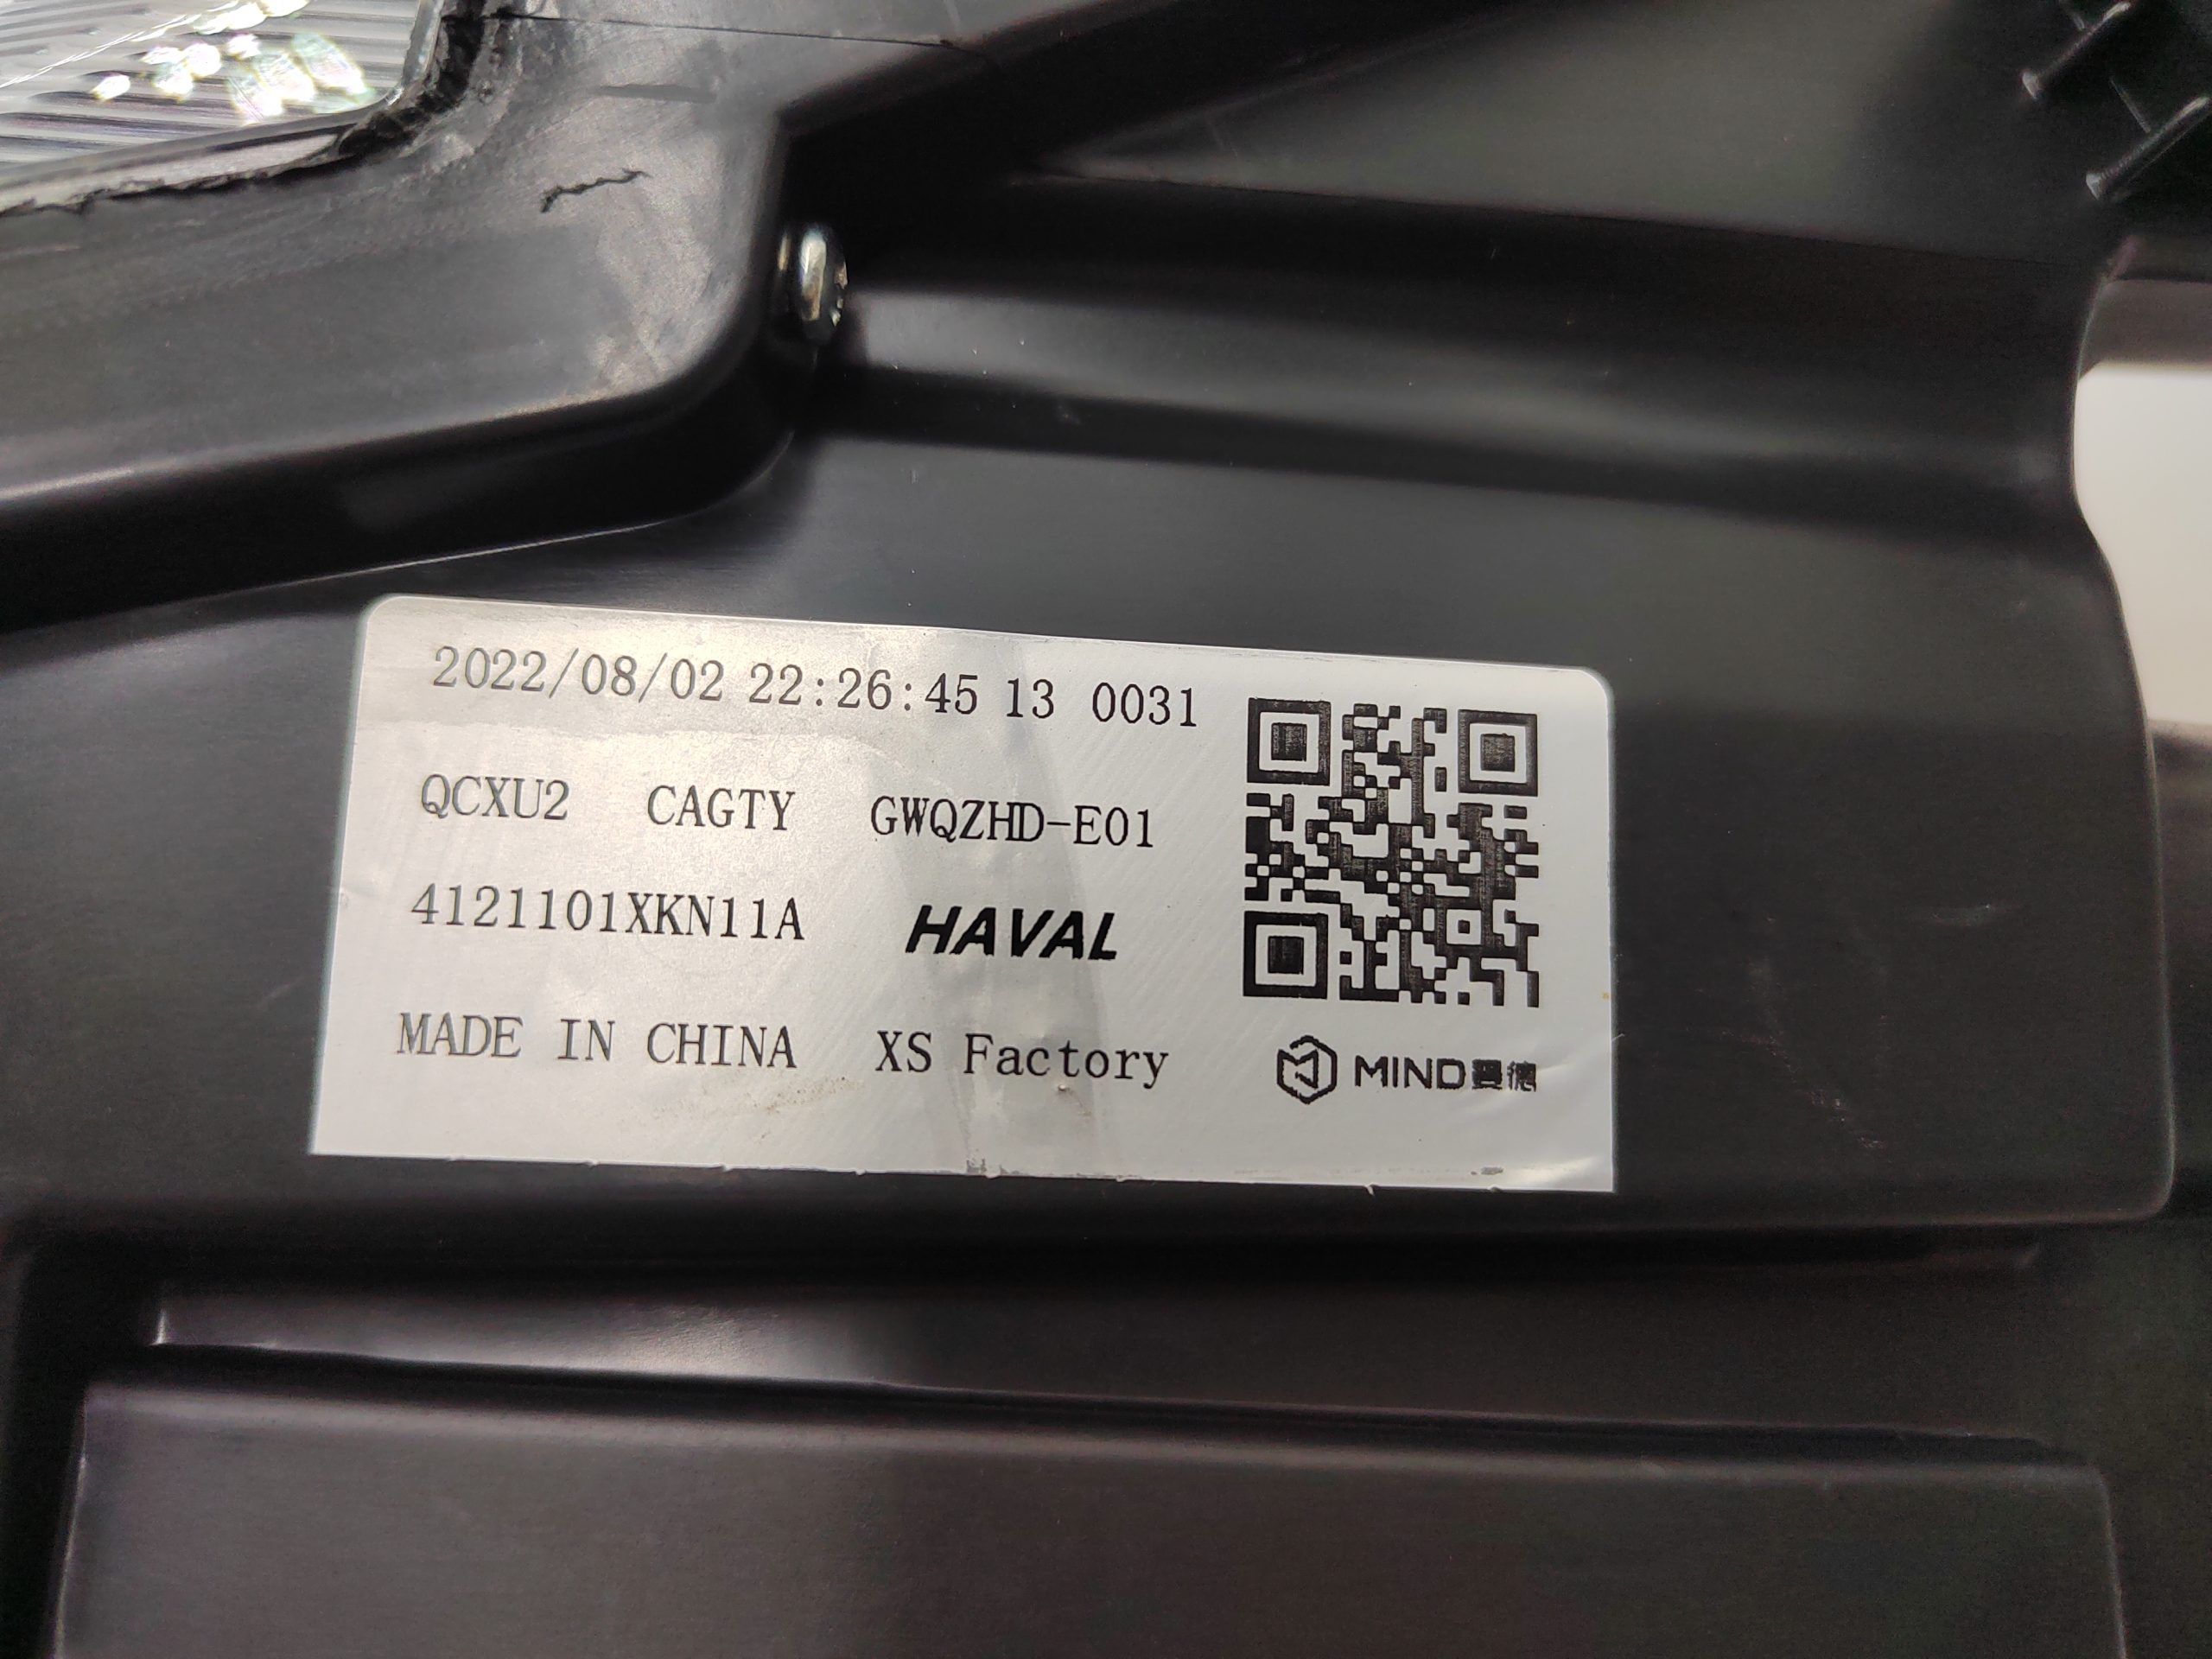 2022/08/02 22:26:45 13 0031
QCXU2 CAGTY GWQZHD-E01
4121101XKN11A HAVAL
MADE IN CHINA XS Factory
MIND曼德